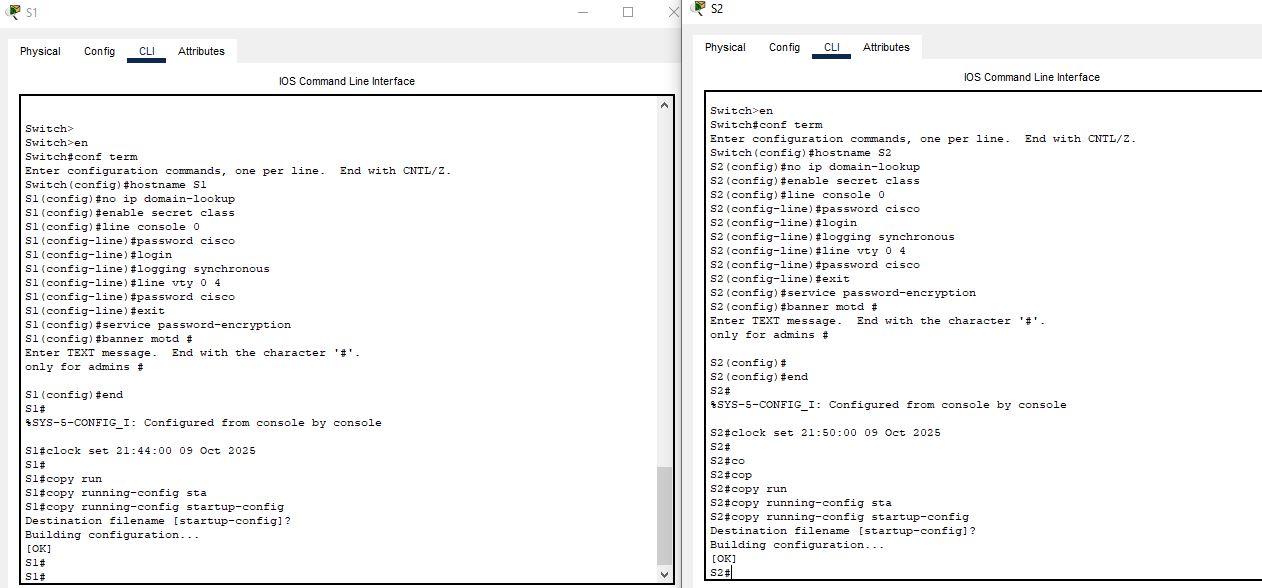 S1
Physical Config CLI Attributes
IOS Command Line Interface
Switch>
Switch>en
Switch#conf term
Enter configuration commands, one per line.  End with CNTL/Z.
Switch(config)#hostname S1
S1(config)#no ip domain-lookup
S1(config)#enable secret class
S1(config)#line console 0
S1(config-line)#password cisco
S1(config-line)#login
S1(config-line)#logging synchronous
S1(config-line)#line vty 0 4
S1(config-line)#password cisco
S1(config-line)#exit
S1(config)#service password-encryption
S1(config)#banner motd #
Enter TEXT message.  End with the character '#'.
only for admins #
S1(config)#end
S1#
%SYS-5-CONFIG_I: Configured from console by console
S1#clock set 21:44:00 09 Oct 2025
S1#
S1#copy run
S1#copy running-config sta
S1#copy running-config startup-config
Destination filename [startup-config]?
Building configuration...
[OK]
S1#
S1#
S2
Physical Config CLI Attributes
IOS Command Line Interface
Switch>en
Switch#conf term
Enter configuration commands, one per line.  End with CNTL/Z.
Switch(config)#hostname S2
S2(config)#no ip domain-lookup
S2(config)#enable secret class
S2(config)#line console 0
S2(config-line)#password cisco
S2(config-line)#login
S2(config-line)#logging synchronous
S2(config-line)#line vty 0 4
S2(config-line)#password cisco
S2(config-line)#exit
S2(config)#service password-encryption
S2(config)#banner motd #
Enter TEXT message.  End with the character '#'.
only for admins #
S2(config)#
S2(config)#end
S2#
%SYS-5-CONFIG_I: Configured from console by console
S2#clock set 21:50:00 09 Oct 2025
S2#
S2#co
S2#cop
S2#copy run
S2#copy running-config sta
S2#copy running-config startup-config
Destination filename [startup-config]?
Building configuration...
[OK]
S2#